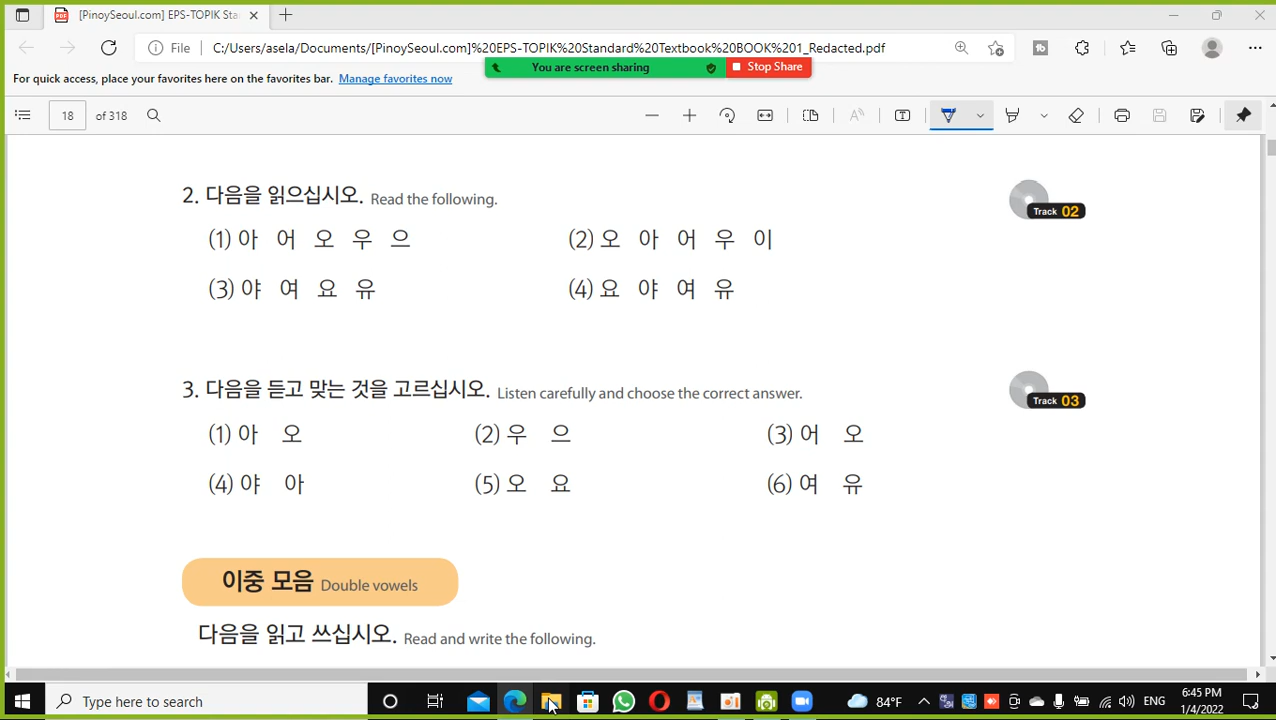 [PinoySeoul.com] EPS-TOPIK Sta
File C:/Users/asela/Documents/[PinoySeoul.com]%20EPS-TOPIK%20Standard%20Textbook%20BOOK%201_Redacted.pdf
You are screen sharing Stop Share
For quick access, place your favorites here on the favorites bar. Manage favorites now
18 of 318
2. 다음을 읽으십시오. Read the following.
Track 02
(1) 아 어 오 우 으 (2) 오 아 어 우 이
(3) 야 여 요 유 (4) 요 야 여 유
3. 다음을 듣고 맞는 것을 고르십시오. Listen carefully and choose the correct answer.
Track 03
(1) 아 오 (2) 우 으 (3) 어 오
(4) 야 아 (5) 오 요 (6) 여 유
이중 모음 Double vowels
다음을 읽고 쓰십시오. Read and write the following.
Type here to search
84°F
ENG
6:45 PM
1/4/2022